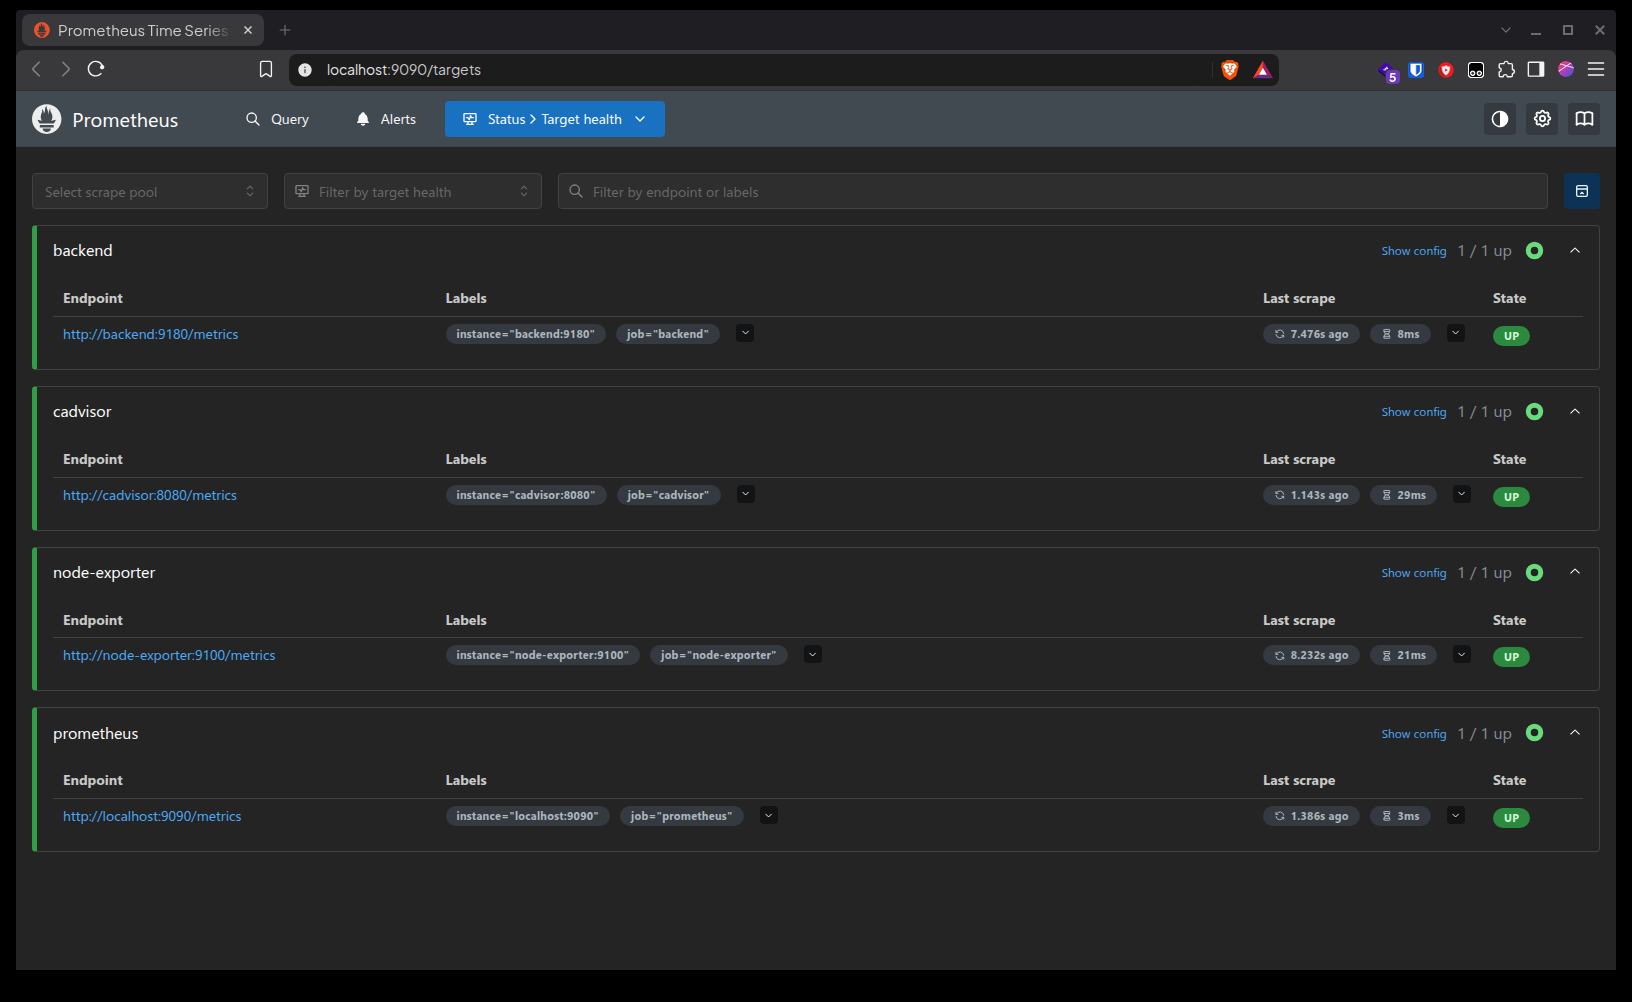 Prometheus Time Series
5
localhost:9090/targets
Prometheus
Query
Alerts
Status > Target health
Select scrape pool
Filter by target health
Filter by endpoint or labels
backend
Show config
1 / 1 up
Endpoint Labels Last scrape State
http://backend:9180/metrics instance="backend:9180" job="backend" 7.476s ago 8ms UP
cadvisor
Show config
1 / 1 up
Endpoint Labels Last scrape State
http://cadvisor:8080/metrics instance="cadvisor:8080" job="cadvisor" 1.143s ago 29ms UP
node-exporter
Show config
1 / 1 up
Endpoint Labels Last scrape State
http://node-exporter:9100/metrics instance="node-exporter:9100" job="node-exporter" 8.232s ago 21ms UP
prometheus
Show config
1 / 1 up
Endpoint Labels Last scrape State
http://localhost:9090/metrics instance="localhost:9090" job="prometheus" 1.386s ago 3ms UP